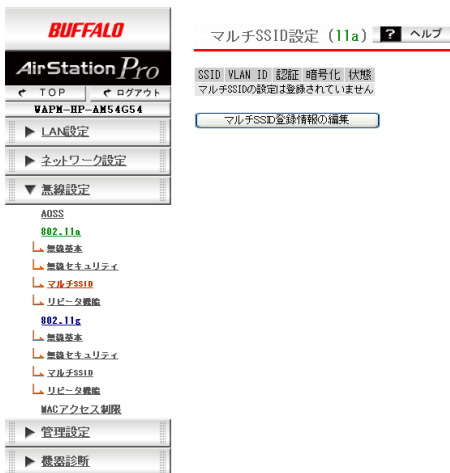 BUFFALO
AirStation Pro
TOP ログアウト
WAPM-HP-AM54G54
LAN設定
ネットワーク設定
無線設定
AOSS
802.11a
無線基本
無線セキュリティ
マルチSSID
リピータ機能
802.11g
無線基本
無線セキュリティ
マルチSSID
リピータ機能
MACアクセス制限
管理設定
機器診断
マルチSSID設定 (11a) ? ヘルプ
SSID VLAN ID 認証 暗号化 状態
マルチSSIDの設定は登録されていません
マルチSSID登録情報の編集